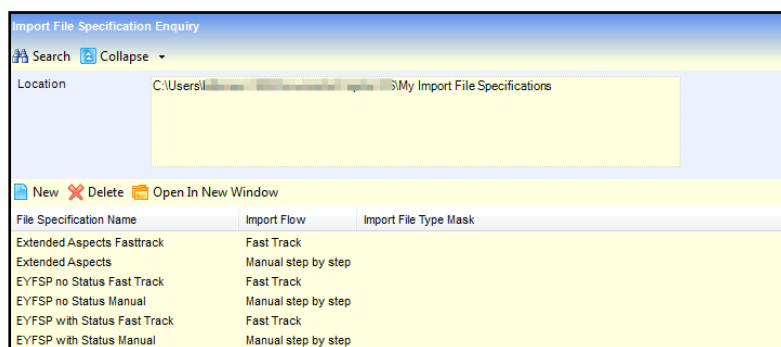 Import File Specification Enquiry
Search Collapse
Location C:\Users\ \My Import File Specifications
New Delete Open In New Window
File Specification Name Import Flow Import File Type Mask
Extended Aspects Fasttrack Fast Track
Extended Aspects Manual step by step
EYFSP no Status Fast Track Fast Track
EYFSP no Status Manual Manual step by step
EYFSP with Status Fast Track Fast Track
EYFSP with Status Manual Manual step by step